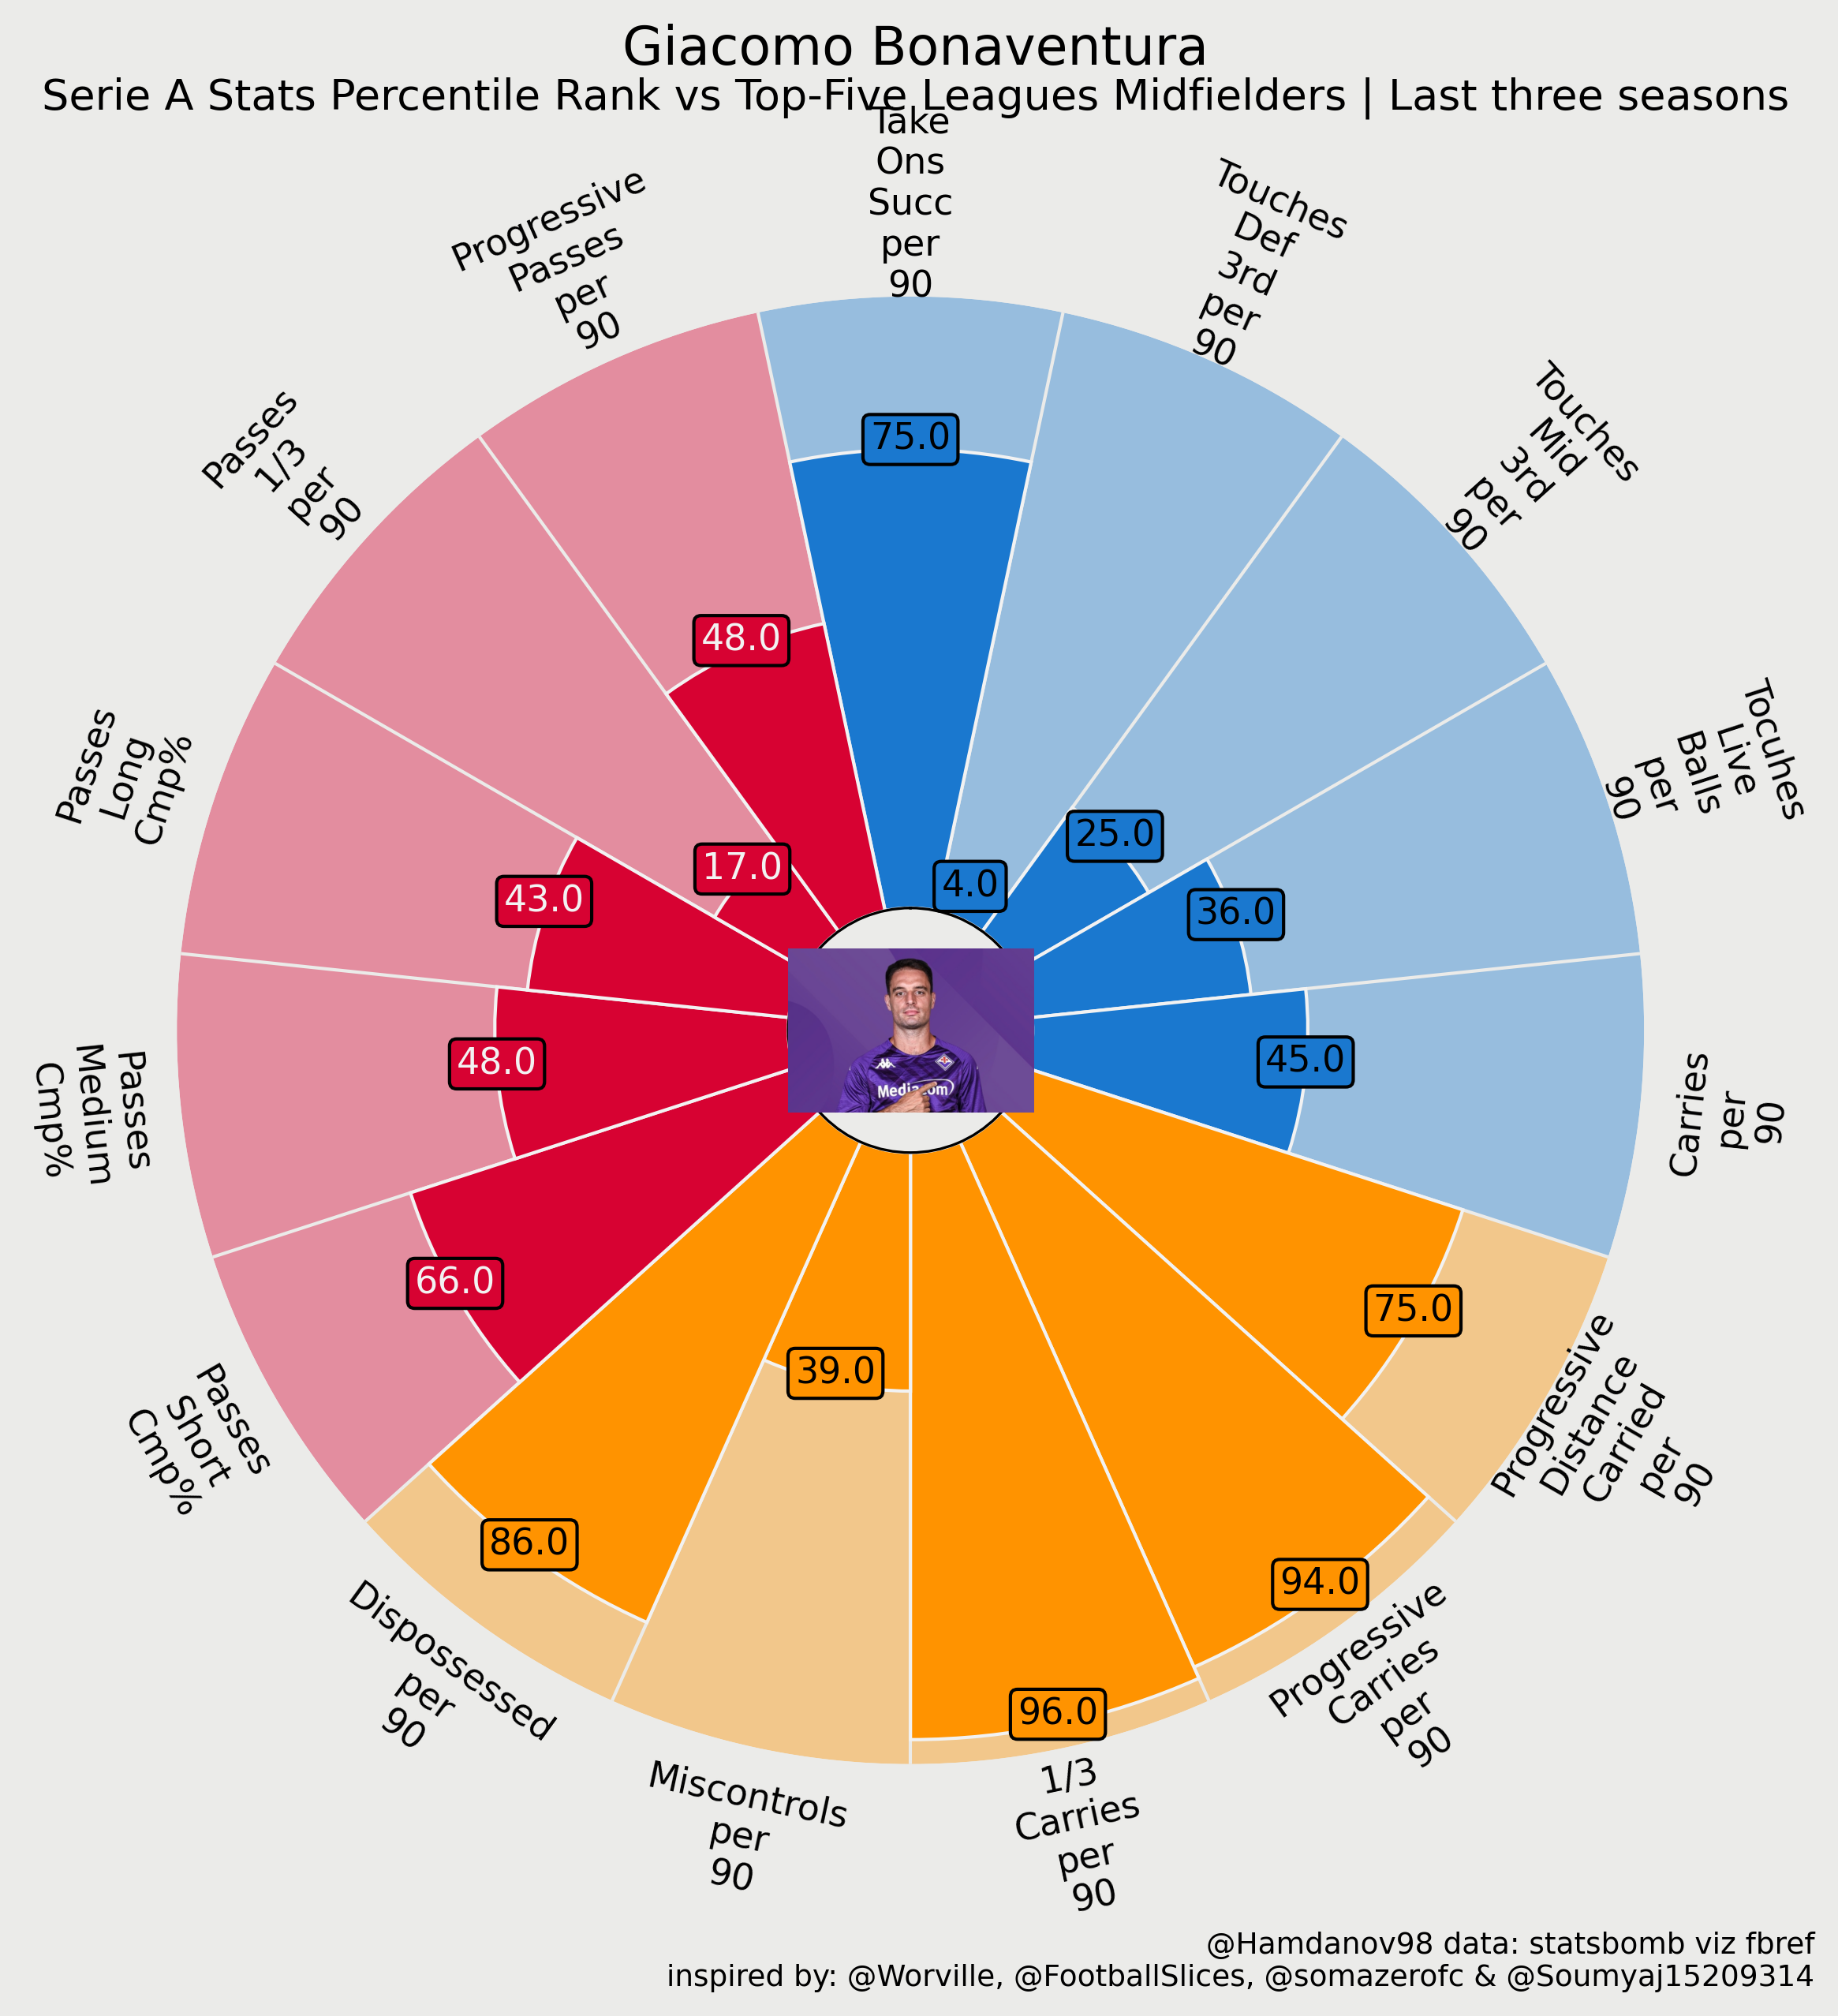 Giacomo Bonaventura
Serie A Stats Percentile Rank vs Top-Five Leagues Midfielders | Last three seasons
Take
Ons
Succ
per
90
75.0
Touches
Def
3rd
per
90
4.0
Touches
Mid
3rd
per
90
25.0
Tocuhes
Live
Balls
per
90
36.0
Carries
per
90
45.0
Progressive
Distance
Carried
per
90
75.0
Progressive
Carries
per
90
94.0
1/3
Carries
per
90
96.0
Miscontrols
per
90
39.0
Dispossessed
per
90
86.0
Passes
Short
Cmp%
66.0
Passes
Medium
Cmp%
48.0
Passes
Long
Cmp%
43.0
Passes
1/3
per
90
17.0
Progressive
Passes
per
90
48.0
Mediacom
@Hamdanov98 data: statsbomb viz fbref
inspired by: @Worville, @FootballSlices, @somazerofc & @Soumyaj15209314